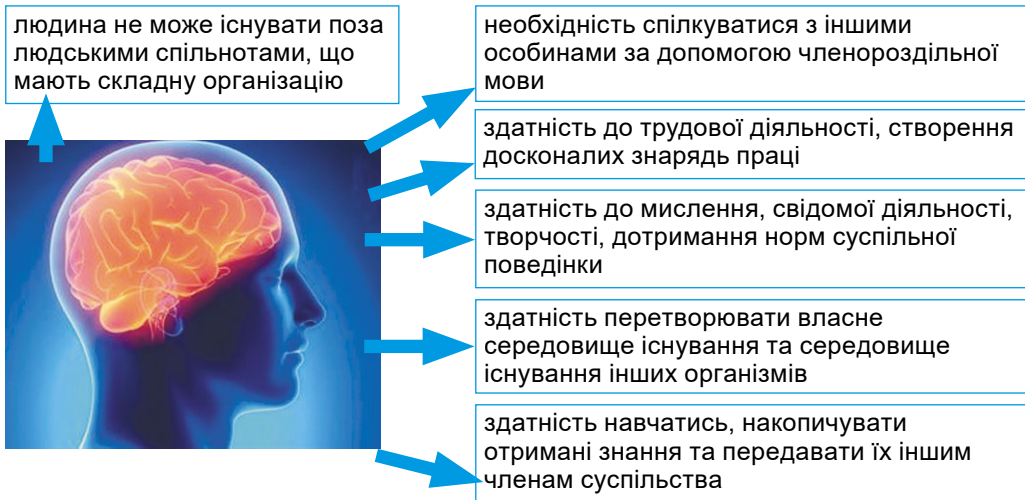 людина не може існувати поза
людськими спільнотами, що
мають складну організацію
необхідність спілкуватися з іншими
особинами за допомогою членороздільної
мови
здатність до трудової діяльності, створення
досконалих знарядь праці
здатність до мислення, свідомої діяльності,
творчості, дотримання норм суспільної
поведінки
здатність перетворювати власне
середовище існування та середовище
існування інших організмів
здатність навчатись, накопичувати
отримані знання та передавати їх іншим
членам суспільства